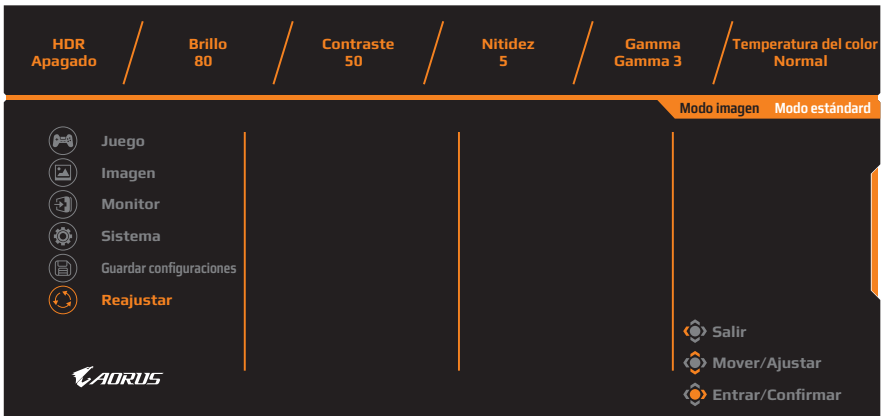 HDR
Apagado
Brillo
80
Contraste
50
Nitidez
5
Gamma
Gamma 3
Temperatura del color
Normal
Modo imagen Modo estándard
Juego
Imagen
Monitor
Sistema
Guardar configuraciones
Reajustar
AORUS
Salir
Mover/Ajustar
Entrar/Confirmar